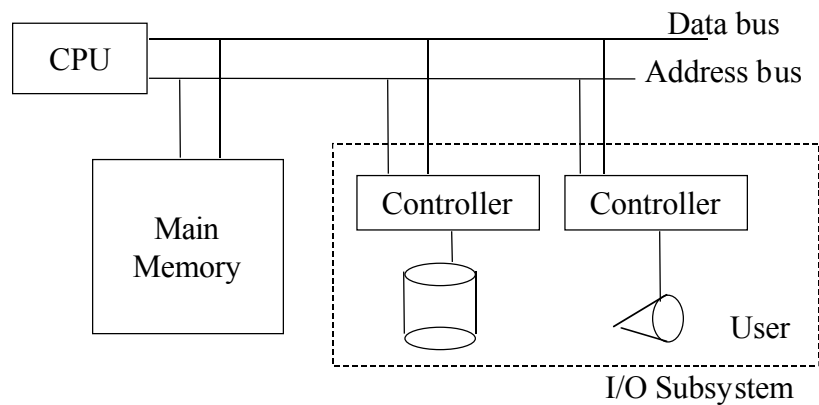 Data bus
CPU
Address bus
Controller
Controller
Main
Memory
User
I/O Subsystem